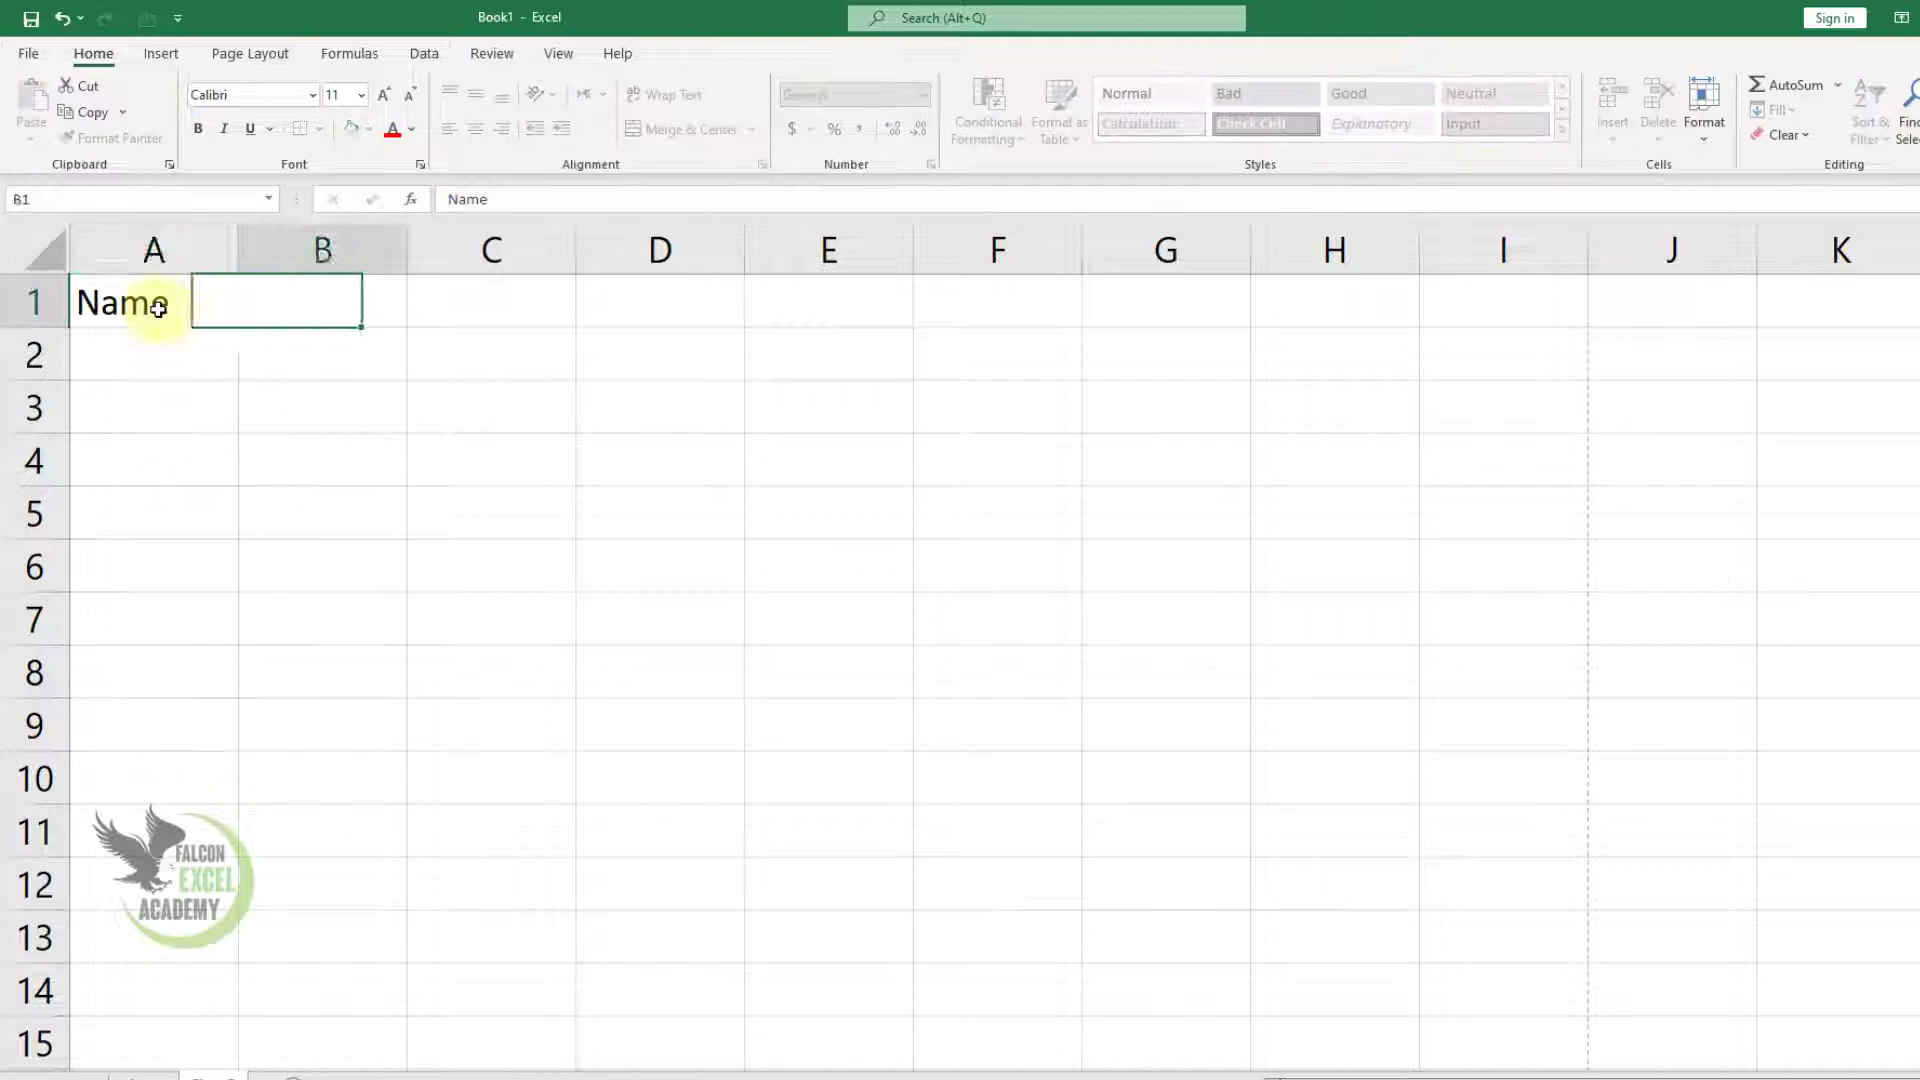 Book1 - Excel
Search (Alt+Q)
Sign in
File Home Insert Page Layout Formulas Data Review View Help
Paste
Cut
Copy
Format Painter
Clipboard
Calibri 11
B I U A
Font
Wrap Text
Merge & Center
Alignment
General
$ % ,
Number
Conditional Formatting
Format as Table
Normal Bad Good Neutral
Calculation Check Cell Explanatory Input
Styles
Insert Delete Format
Cells
AutoSum
Fill
Clear
Sort &
Filter
Editing
B1
fx
Name
A B C D E F G H I J K
1 Name
2
3
4
5
6
7
8
9
10
11
12
13
14
15
FALCON
EXCEL
ACADEMY